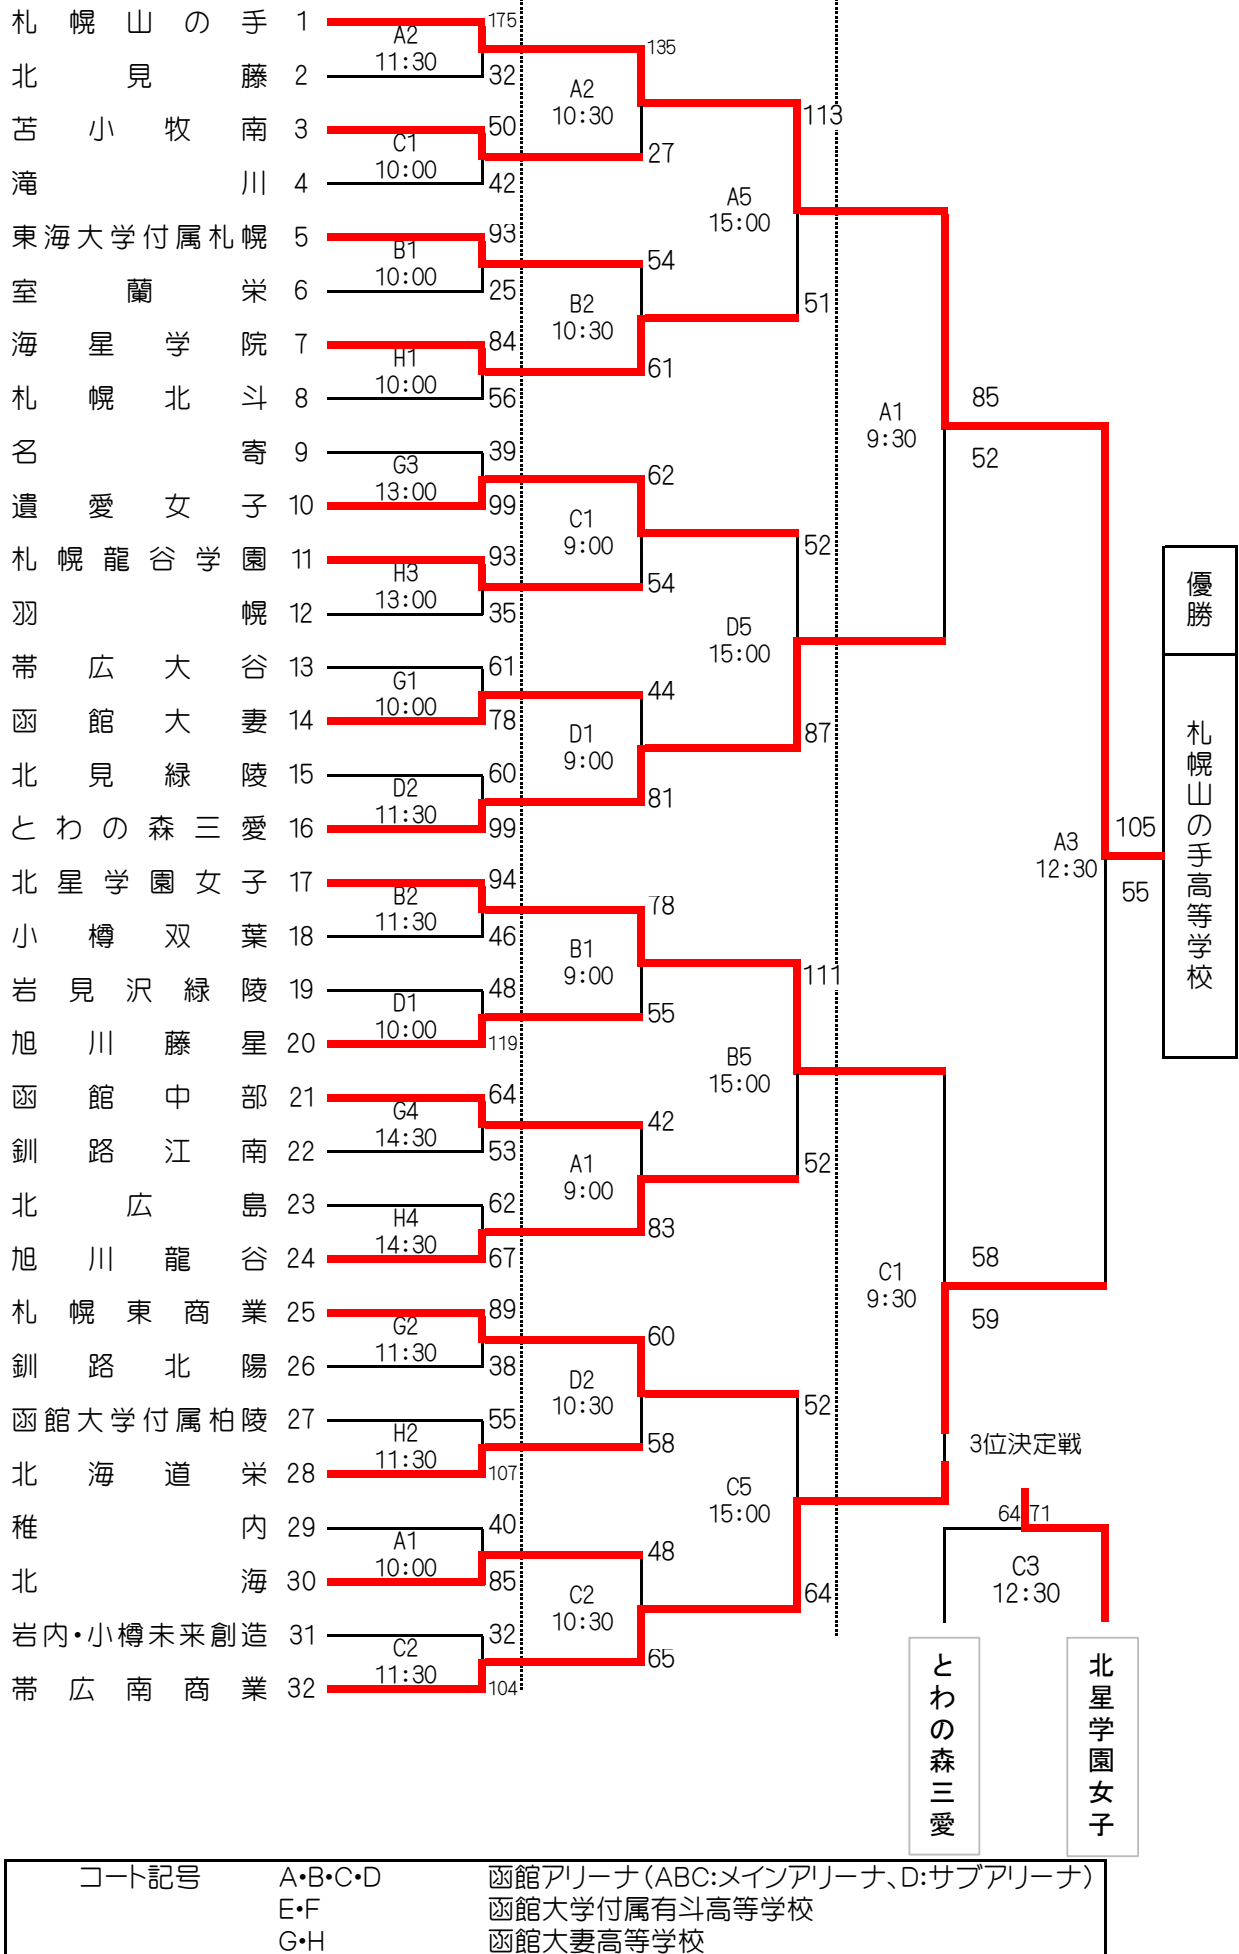 札幌山の手 1 175
A2
11:30
北見藤 2 32
苫小牧南 3 50
C1
10:00
滝川 4 42
東海大学付属札幌 5 93
B1
10:00
室蘭栄 6 25
海星学院 7 84
H1
10:00
札幌北斗 8 56
名寄 9 39
G3
13:00
遺愛女子 10 99
札幌龍谷学園 11 93
H3
13:00
羽幌 12 35
帯広大谷 13 61
G1
10:00
函館大妻 14 78
北見緑陵 15 60
D2
11:30
とわの森三愛 16 99
北星学園女子 17 94
B2
11:30
小樽双葉 18 46
岩見沢緑陵 19 48
D1
10:00
旭川藤星 20 119
函館中部 21 64
G4
14:30
釧路江南 22 53
北広島 23 62
H4
14:30
旭川龍谷 24 67
札幌東商業 25 89
G2
11:30
釧路北陽 26 38
函館大学付属柏陵 27 55
H2
11:30
北海道栄 28 107
稚内 29 40
A1
10:00
北海 30 85
岩内・小樽未来創造 31 32
C2
11:30
帯広南商業 32 104
135
A2
10:30
27
54
B2
10:30
61
62
C1
9:00
54
44
D1
9:00
81
78
B1
9:00
55
42
A1
9:00
83
60
D2
10:30
58
48
C2
10:30
65
113
A5
15:00
51
52
D5
15:00
87
111
B5
15:00
52
52
C5
15:00
64
85
A1
9:30
52
58
C1
9:30
59
105
A3
12:30
55
優勝
札幌山の手高等学校
3位決定戦
64 71
C3
12:30
とわの森三愛
北星学園女子
コート記号 A・B・C・D 函館アリーナ(ABC:メインアリーナ、D:サブアリーナ)
E・F 函館大学付属有斗高等学校
G・H 函館大妻高等学校